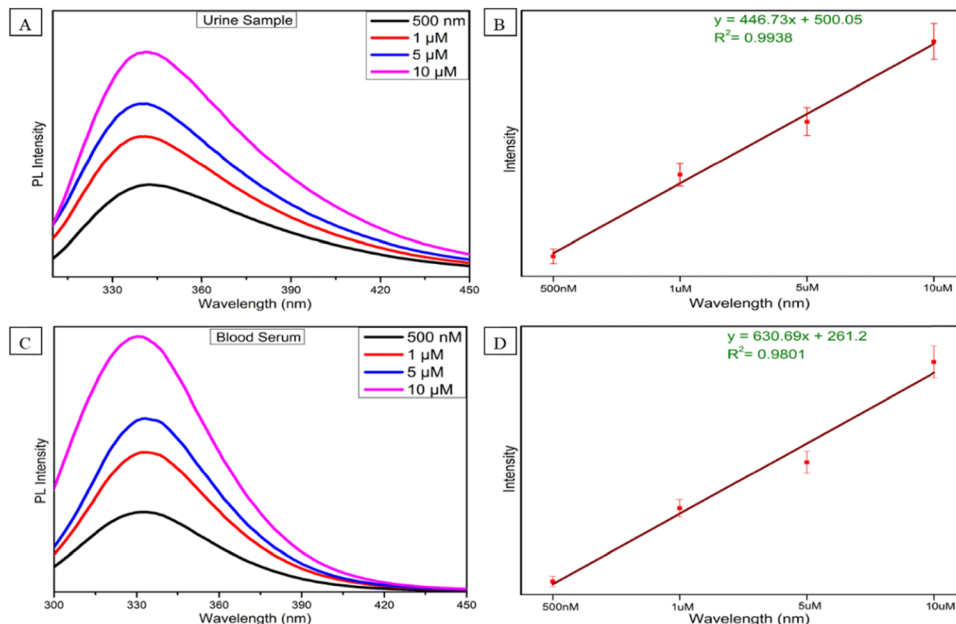 A
Urine Sample
500 nm
1 µM
5 µM
10 µM
PL Intensity
330
360
390
420
450
Wavelength (nm)
B
y = 446.73x + 500.05
R²= 0.9938
Intensity
500nM
1uM
5uM
10uM
Wavelength (nm)
C
Blood Serum
500 nM
1 µM
5 µM
10 µM
PL Intensity
300
330
360
390
420
450
Wavelength (nm)
D
y = 630.69x + 261.2
R²= 0.9801
Intensity
500nM
1uM
5uM
10uM
Wavelength (nm)